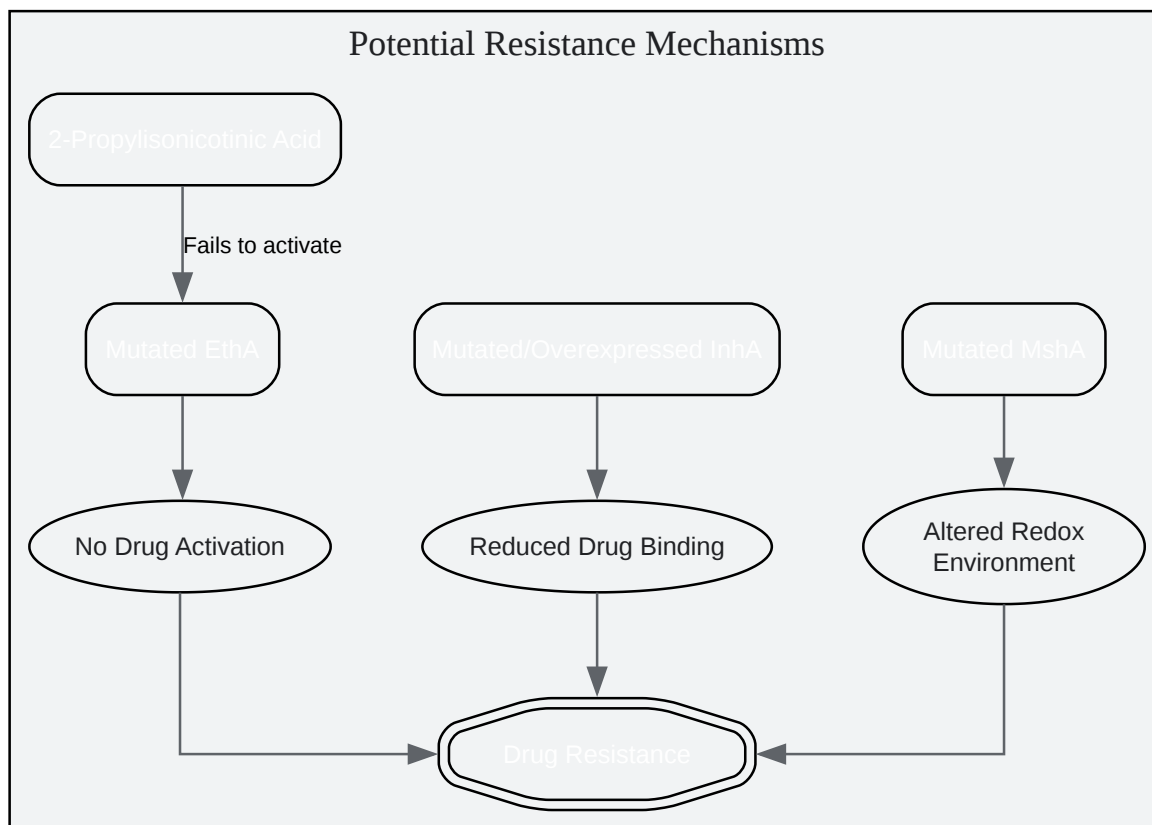 Potential Resistance Mechanisms
2-Propylisonicotinic Acid
Fails to activate
Mutated EthA
Mutated/Overexpressed InhA
Mutated MshA
No Drug Activation
Reduced Drug Binding
Altered Redox
Environment
Drug Resistance